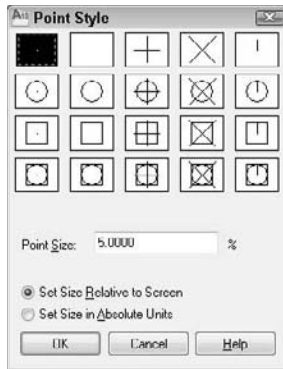 Point Style
Point Size: 5.0000 %
Set Size Relative to Screen
Set Size in Absolute Units
OK Cancel Help